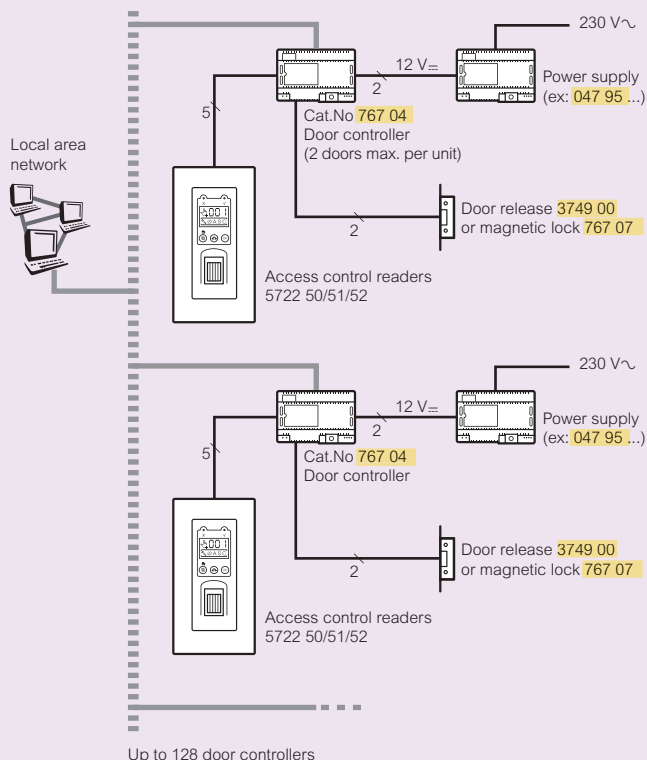 230 V~
12 V⎓
2
Power supply
(ex: 047 95 ...)
5
Cat.No 767 04
Door controller
(2 doors max. per unit)
Local area
network
001
ASC
2
Door release 3749 00
or magnetic lock 767 07
Access control readers
5722 50/51/52
230 V~
12 V⎓
2
Power supply
(ex: 047 95 ...)
5
Cat.No 767 04
Door controller
001
ASC
2
Door release 3749 00
or magnetic lock 767 07
Access control readers
5722 50/51/52
Up to 128 door controllers